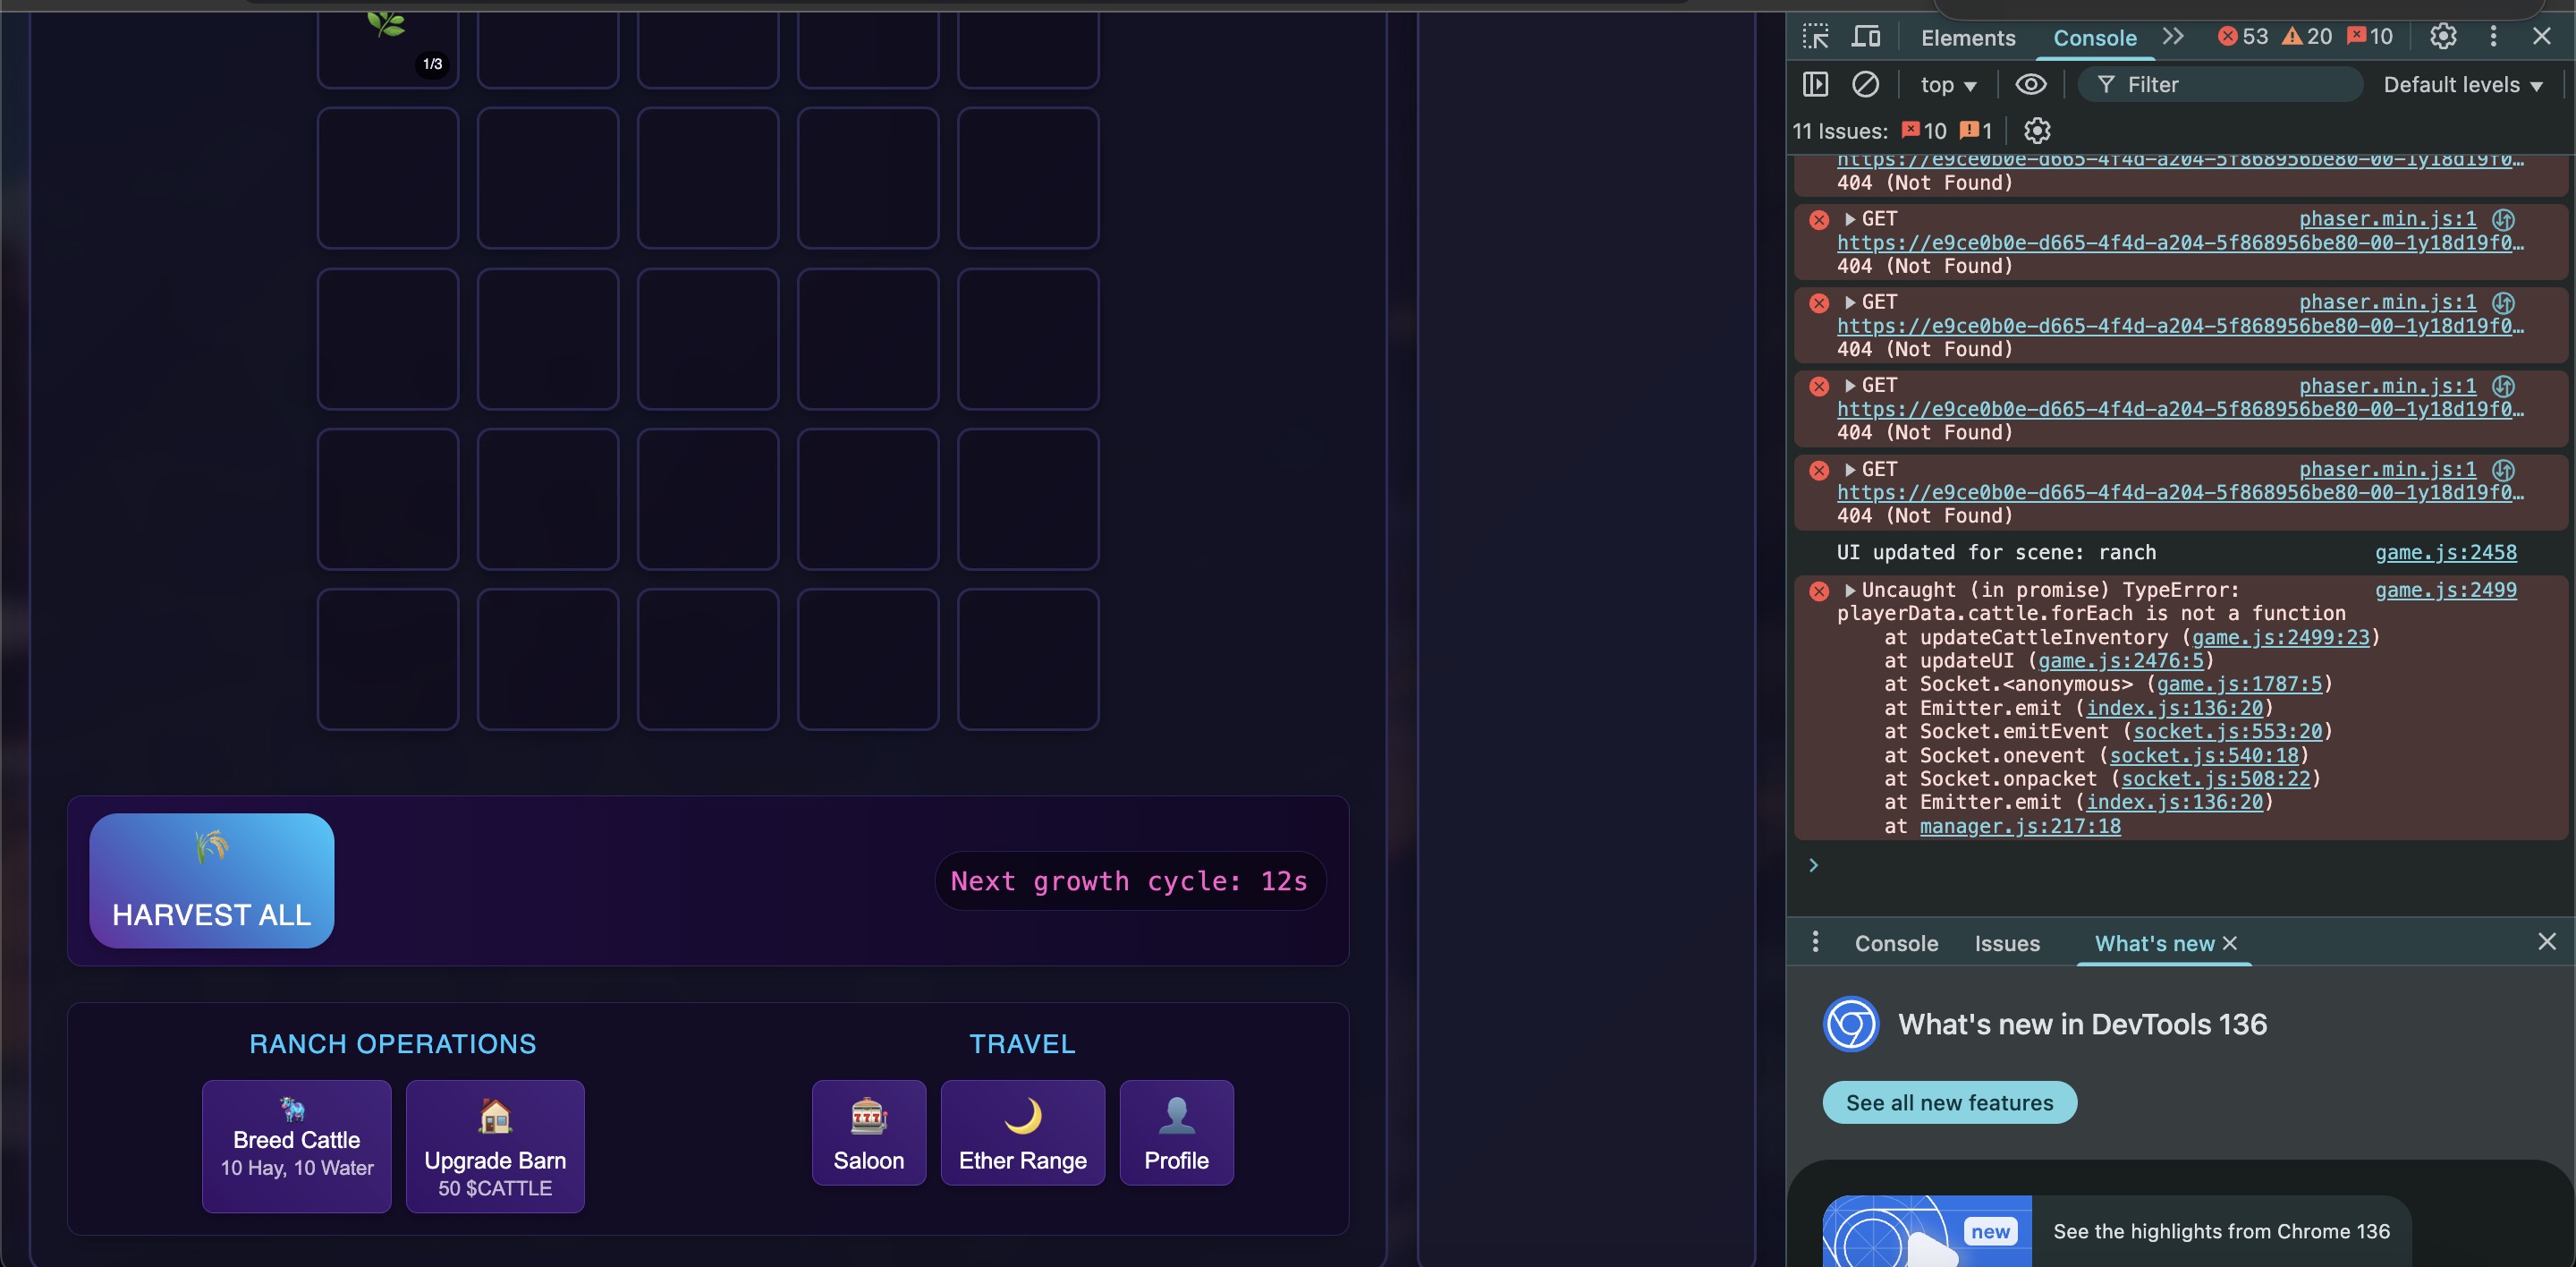 1/3
HARVEST ALL
Next growth cycle: 12s
RANCH OPERATIONS
Breed Cattle
10 Hay, 10 Water
Upgrade Barn
50 $CATTLE
TRAVEL
777
Saloon
Ether Range
Profile
Elements
Console
53
20
10
top
Filter
Default levels
11 Issues:
10
1
https://e9ce0b0e-d665-4f4d-a204-5f868956be80-00-1y18d19f0…
404 (Not Found)
GET phaser.min.js:1
https://e9ce0b0e-d665-4f4d-a204-5f868956be80-00-1y18d19f0…
404 (Not Found)
GET phaser.min.js:1
https://e9ce0b0e-d665-4f4d-a204-5f868956be80-00-1y18d19f0…
404 (Not Found)
GET phaser.min.js:1
https://e9ce0b0e-d665-4f4d-a204-5f868956be80-00-1y18d19f0…
404 (Not Found)
GET phaser.min.js:1
https://e9ce0b0e-d665-4f4d-a204-5f868956be80-00-1y18d19f0…
404 (Not Found)
UI updated for scene: ranch game.js:2458
Uncaught (in promise) TypeError: game.js:2499
playerData.cattle.forEach is not a function
at updateCattleInventory (game.js:2499:23)
at updateUI (game.js:2476:5)
at Socket.<anonymous> (game.js:1787:5)
at Emitter.emit (index.js:136:20)
at Socket.emitEvent (socket.js:553:20)
at Socket.onevent (socket.js:540:18)
at Socket.onpacket (socket.js:508:22)
at Emitter.emit (index.js:136:20)
at manager.js:217:18
Console
Issues
What's new
What's new in DevTools 136
See all new features
new
See the highlights from Chrome 136